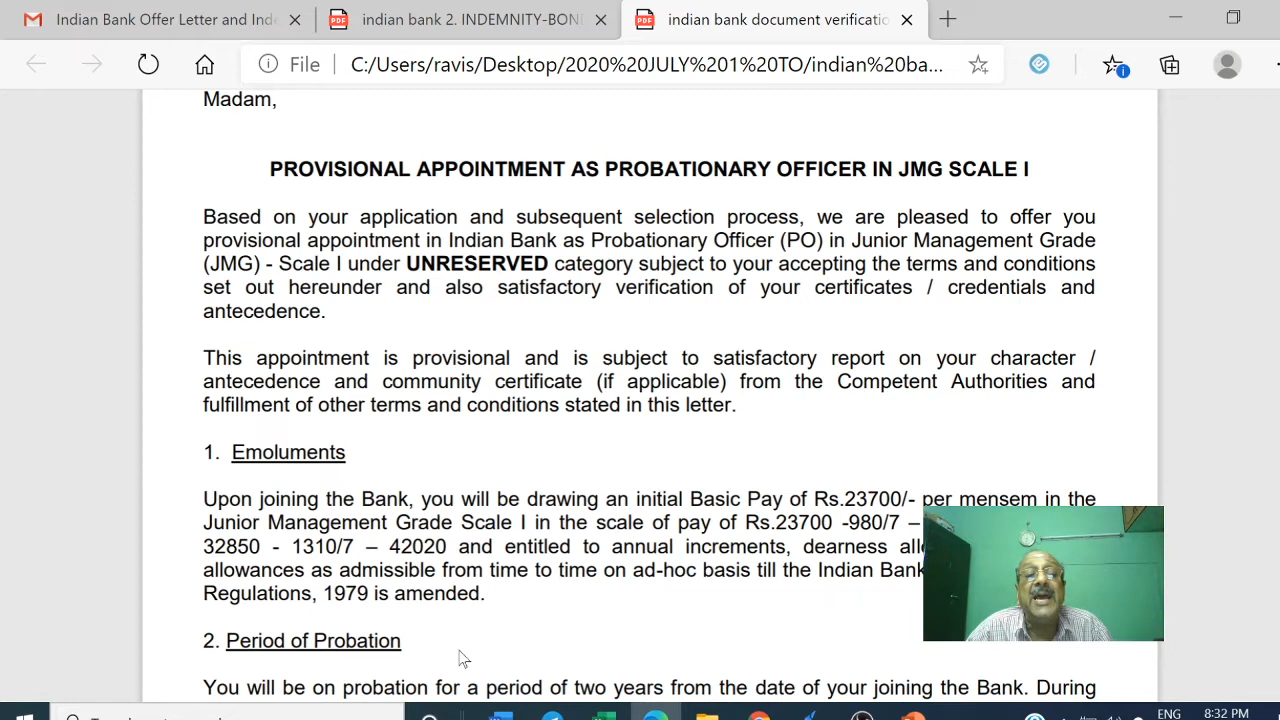 Indian Bank Offer Letter and Inde
indian bank 2. INDEMNITY-BON
indian bank document verificatio
File
C:/Users/ravis/Desktop/2020%20JULY%201%20TO/indian%20ba...
Madam,
PROVISIONAL APPOINTMENT AS PROBATIONARY OFFICER IN JMG SCALE I
Based on your application and subsequent selection process, we are pleased to offer you
provisional appointment in Indian Bank as Probationary Officer (PO) in Junior Management Grade
(JMG) - Scale I under UNRESERVED category subject to your accepting the terms and conditions
set out hereunder and also satisfactory verification of your certificates / credentials and
antecedence.
This appointment is provisional and is subject to satisfactory report on your character /
antecedence and community certificate (if applicable) from the Competent Authorities and
fulfillment of other terms and conditions stated in this letter.
1. Emoluments
Upon joining the Bank, you will be drawing an initial Basic Pay of Rs.23700/- per mensem in the
Junior Management Grade Scale I in the scale of pay of Rs.23700 -980/7 –
32850 - 1310/7 – 42020 and entitled to annual increments, dearness
allowances as admissible from time to time on ad-hoc basis till the Indian Bank
Regulations, 1979 is amended.
2. Period of Probation
You will be on probation for a period of two years from the date of your joining the Bank. During
ENG
8:32 PM